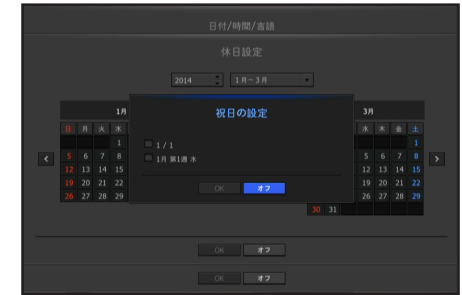 日付/時間/言語
休日設定
2014 1月-3月
1月 3月
祝日の設定
日 月 火 水 水 木 金 土
1 1
1 / 1
5 6 7 8 5 6 7 8
1月 第1週 水
12 13 14 15 12 13 14 15
19 20 21 22 19 20 21 22
OK オフ
26 27 28 29 26 27 28 29
30 31
OK オフ
OK オフ